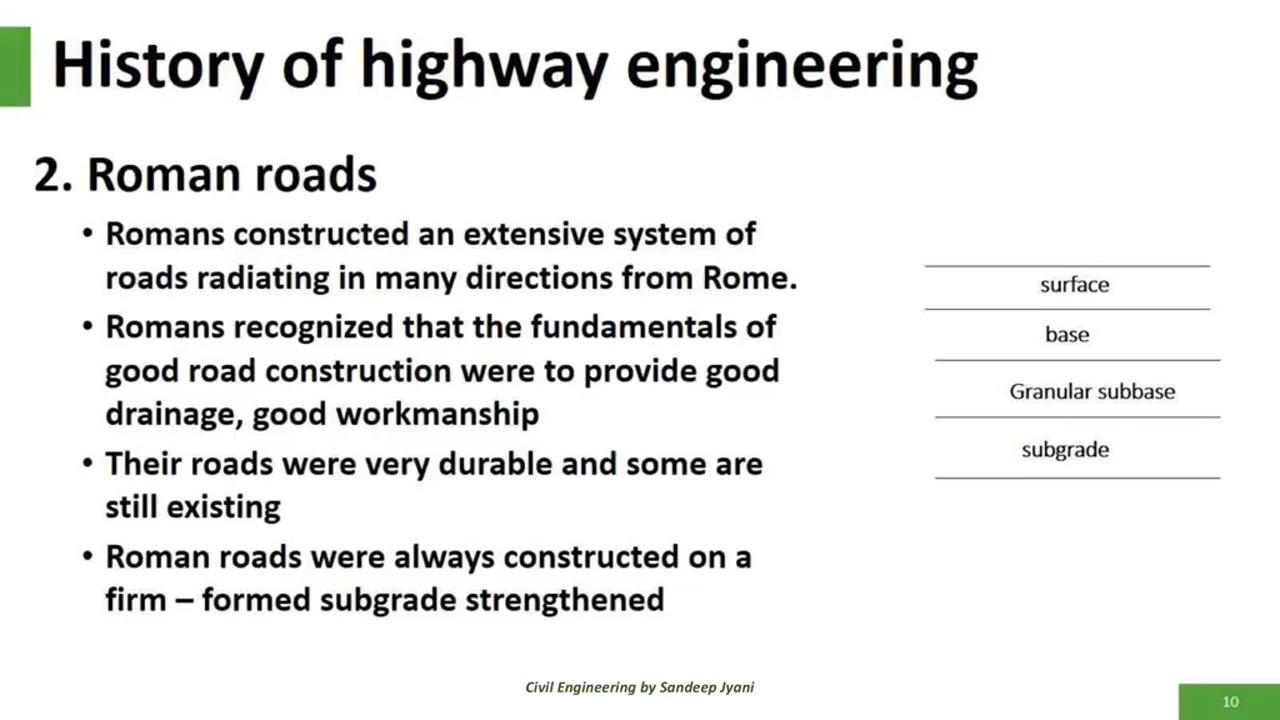 History of highway engineering
2. Roman roads
• Romans constructed an extensive system of
roads radiating in many directions from Rome.
• Romans recognized that the fundamentals of
good road construction were to provide good
drainage, good workmanship
• Their roads were very durable and some are
still existing
• Roman roads were always constructed on a
firm – formed subgrade strengthened
surface
base
Granular subbase
subgrade
Civil Engineering by Sandeep Jyani
10